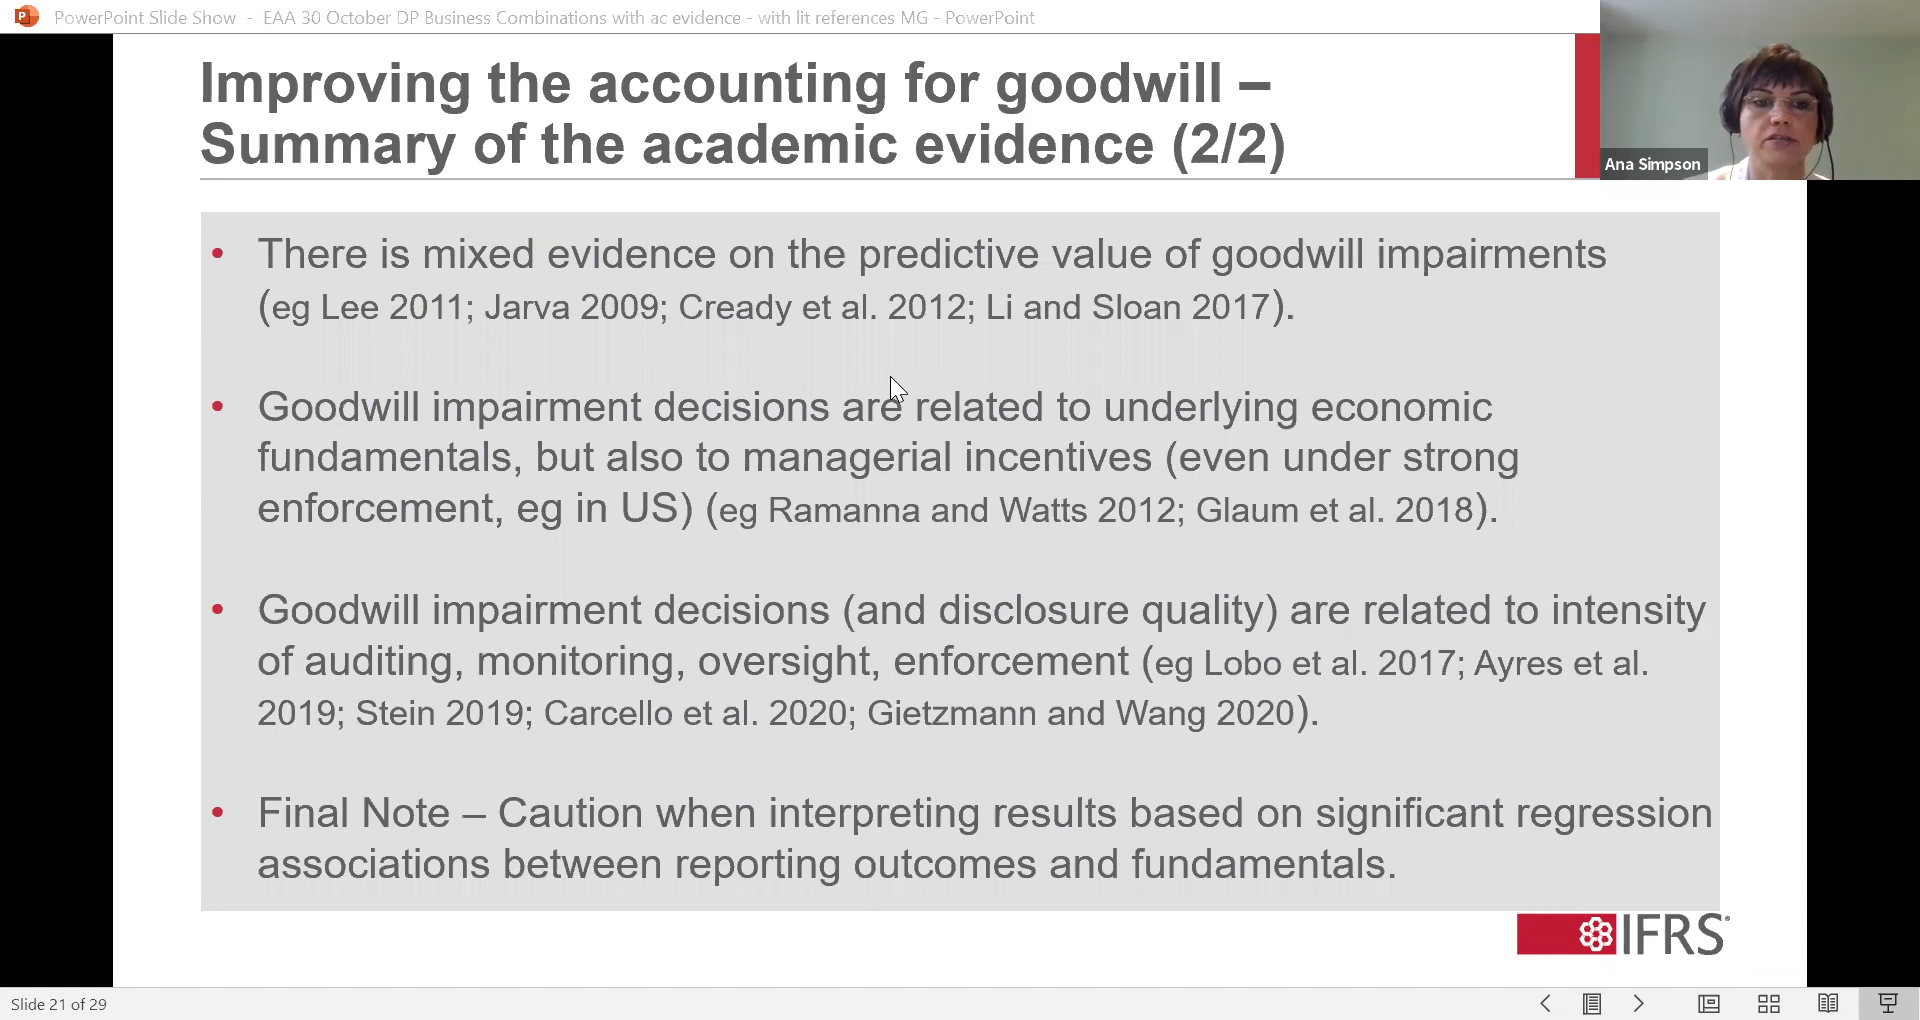 PowerPoint Slide Show - EAA 30 October DP Business Combinations with ac evidence - with lit references MG - PowerPoint
Improving the accounting for goodwill –
Summary of the academic evidence (2/2)
Ana Simpson
• There is mixed evidence on the predictive value of goodwill impairments
(eg Lee 2011; Jarva 2009; Cready et al. 2012; Li and Sloan 2017).
• Goodwill impairment decisions are related to underlying economic
fundamentals, but also to managerial incentives (even under strong
enforcement, eg in US) (eg Ramanna and Watts 2012; Glaum et al. 2018).
• Goodwill impairment decisions (and disclosure quality) are related to intensity
of auditing, monitoring, oversight, enforcement (eg Lobo et al. 2017; Ayres et al.
2019; Stein 2019; Carcello et al. 2020; Gietzmann and Wang 2020).
• Final Note – Caution when interpreting results based on significant regression
associations between reporting outcomes and fundamentals.
IFRS®
Slide 21 of 29